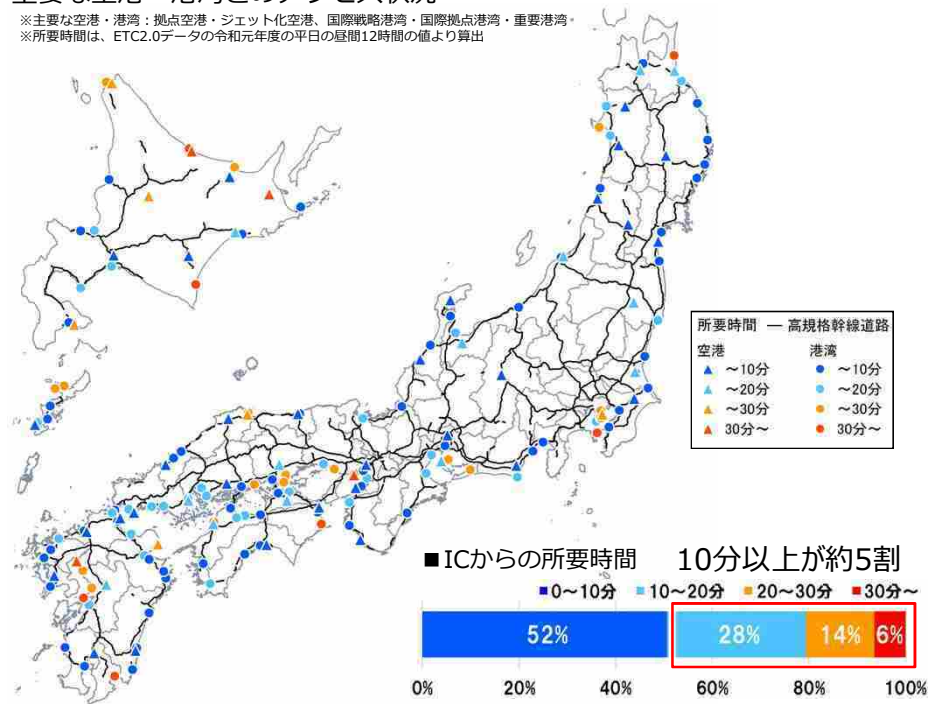 ※主要な空港・港湾：拠点空港・ジェット化空港、国際戦略港湾・国際拠点港湾・重要港湾
※所要時間は、ETC2.0データの令和元年度の平日の昼間12時間の値より算出
所要時間 ― 高規格幹線道路
空港 港湾
～10分 ～10分
～20分 ～20分
～30分 ～30分
30分～ 30分～
■ICからの所要時間 10分以上が約5割
■0～10分 ■10～20分 ■20～30分 ■30分～
52% 28% 14% 6%
0% 20% 40% 60% 80% 100%